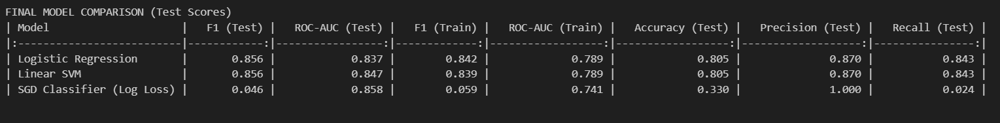 FINAL MODEL COMPARISON (Test Scores)
| Model                     |   F1 (Test) |   ROC-AUC (Test) |   F1 (Train) |   ROC-AUC (Train) |   Accuracy (Test) |   Precision (Test) |   Recall (Test) |
|:--------------------------|------------:|-----------------:|-------------:|------------------:|------------------:|-------------------:|----------------:|
| Logistic Regression       |       0.856 |            0.837 |        0.842 |             0.789 |             0.805 |              0.870 |           0.843 |
| Linear SVM                |       0.856 |            0.847 |        0.839 |             0.789 |             0.805 |              0.870 |           0.843 |
| SGD Classifier (Log Loss) |       0.046 |            0.858 |        0.059 |             0.741 |             0.330 |              1.000 |           0.024 |